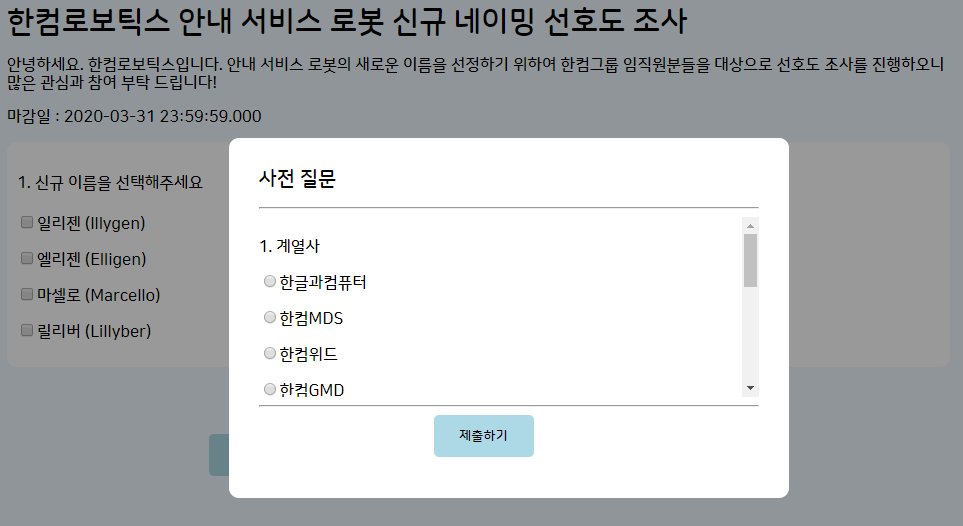 한컴로보틱스 안내 서비스 로봇 신규 네이밍 선호도 조사
안녕하세요. 한컴로보틱스입니다. 안내 서비스 로봇의 새로운 이름을 선정하기 위하여 한컴그룹 임직원분들을 대상으로 선호도 조사를 진행하오니
많은 관심과 참여 부탁 드립니다!
마감일 : 2020-03-31 23:59:59.000
1. 신규 이름을 선택해주세요
일리젠 (Illygen)
엘리젠 (Elligen)
마셀로 (Marcello)
릴리버 (Lillyber)
사전 질문
1. 계열사
한글과컴퓨터
한컴MDS
한컴위드
한컴GMD
제출하기